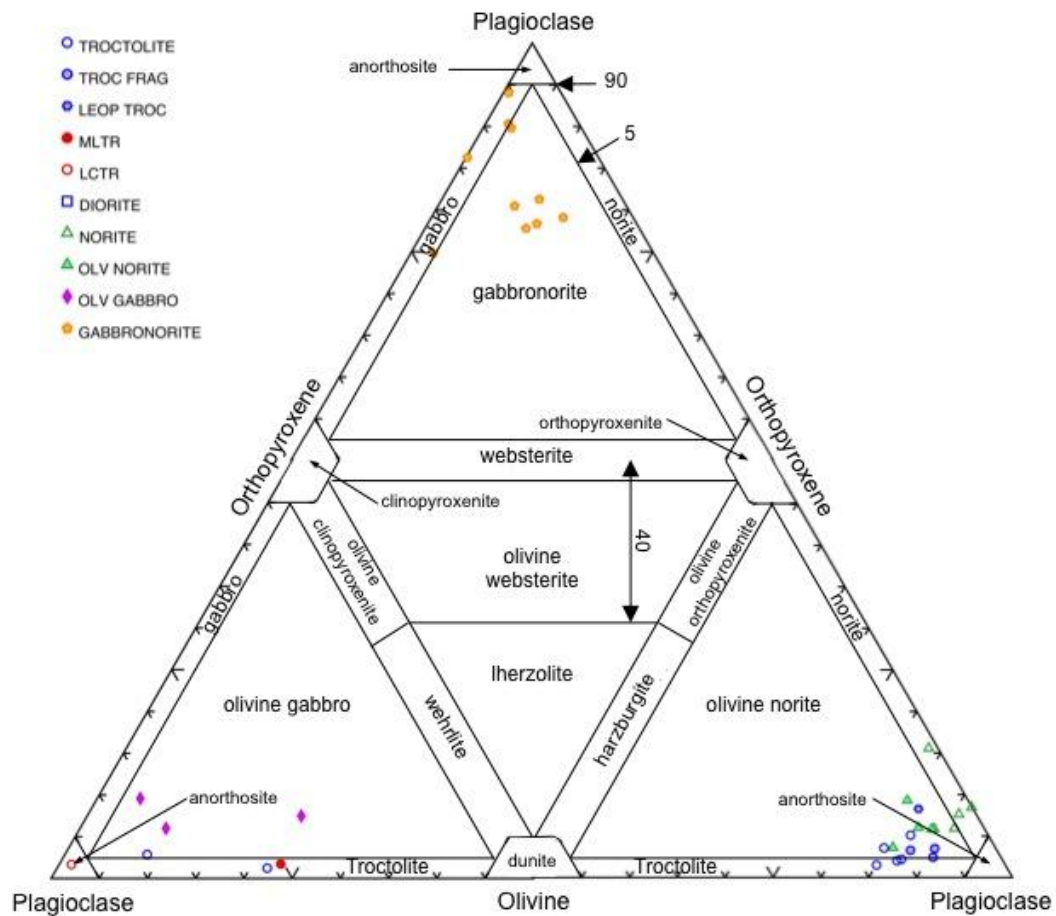 Plagioclase
anorthosite
90
5
TROCTOLITE
TROC FRAG
LEOP TROC
MLTR
LCTR
DIORITE
NORITE
OLV NORITE
OLV GABBRO
GABBRONORITE
gabbro
norite
gabbronorite
Orthopyroxene
Orthopyroxene
orthopyroxenite
websterite
clinopyroxenite
olivine
clinopyroxenite
olivine
websterite
40
olivine
orthopyroxenite
gabbro
norite
lherzolite
olivine gabbro
wehrlite
harzburgite
olivine norite
anorthosite
anorthosite
Troctolite
dunite
Troctolite
Plagioclase
Olivine
Plagioclase